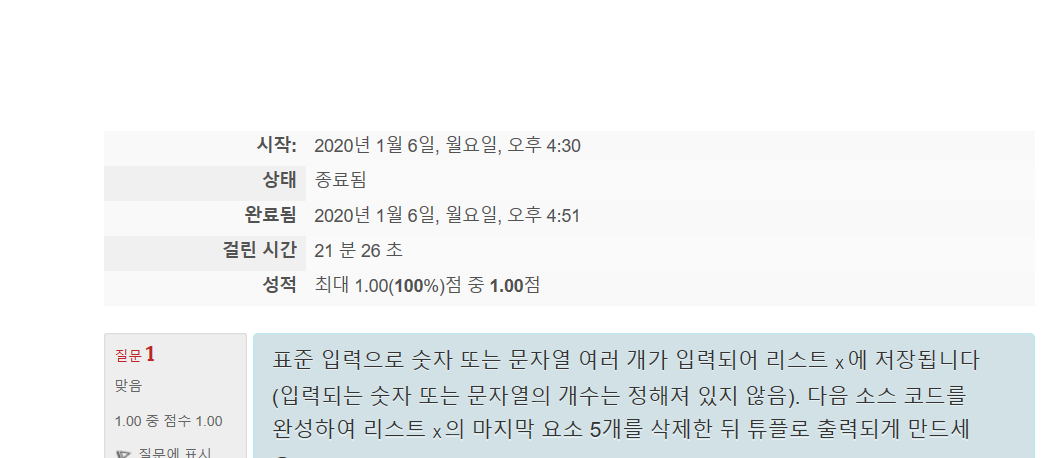 시작: 2020년 1월 6일, 월요일, 오후 4:30
상태 종료됨
완료됨 2020년 1월 6일, 월요일, 오후 4:51
걸린 시간 21 분 26 초
성적 최대 1.00(100%)점 중 1.00점
질문 1
맞음
1.00 중 점수 1.00
질문에 표시
표준 입력으로 숫자 또는 문자열 여러 개가 입력되어 리스트 x에 저장됩니다
(입력되는 숫자 또는 문자열의 개수는 정해져 있지 않음). 다음 소스 코드를
완성하여 리스트 x의 마지막 요소 5개를 삭제한 뒤 튜플로 출력되게 만드세